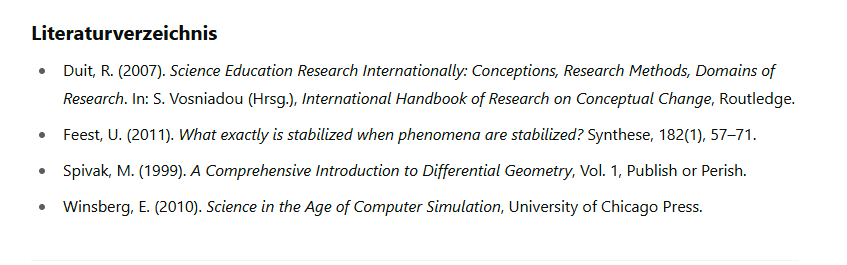 Literaturverzeichnis
Duit, R. (2007). Science Education Research Internationally: Conceptions, Research Methods, Domains of
Research. In: S. Vosniadou (Hrsg.), International Handbook of Research on Conceptual Change, Routledge.
Feest, U. (2011). What exactly is stabilized when phenomena are stabilized? Synthese, 182(1), 57–71.
Spivak, M. (1999). A Comprehensive Introduction to Differential Geometry, Vol. 1, Publish or Perish.
Winsberg, E. (2010). Science in the Age of Computer Simulation, University of Chicago Press.